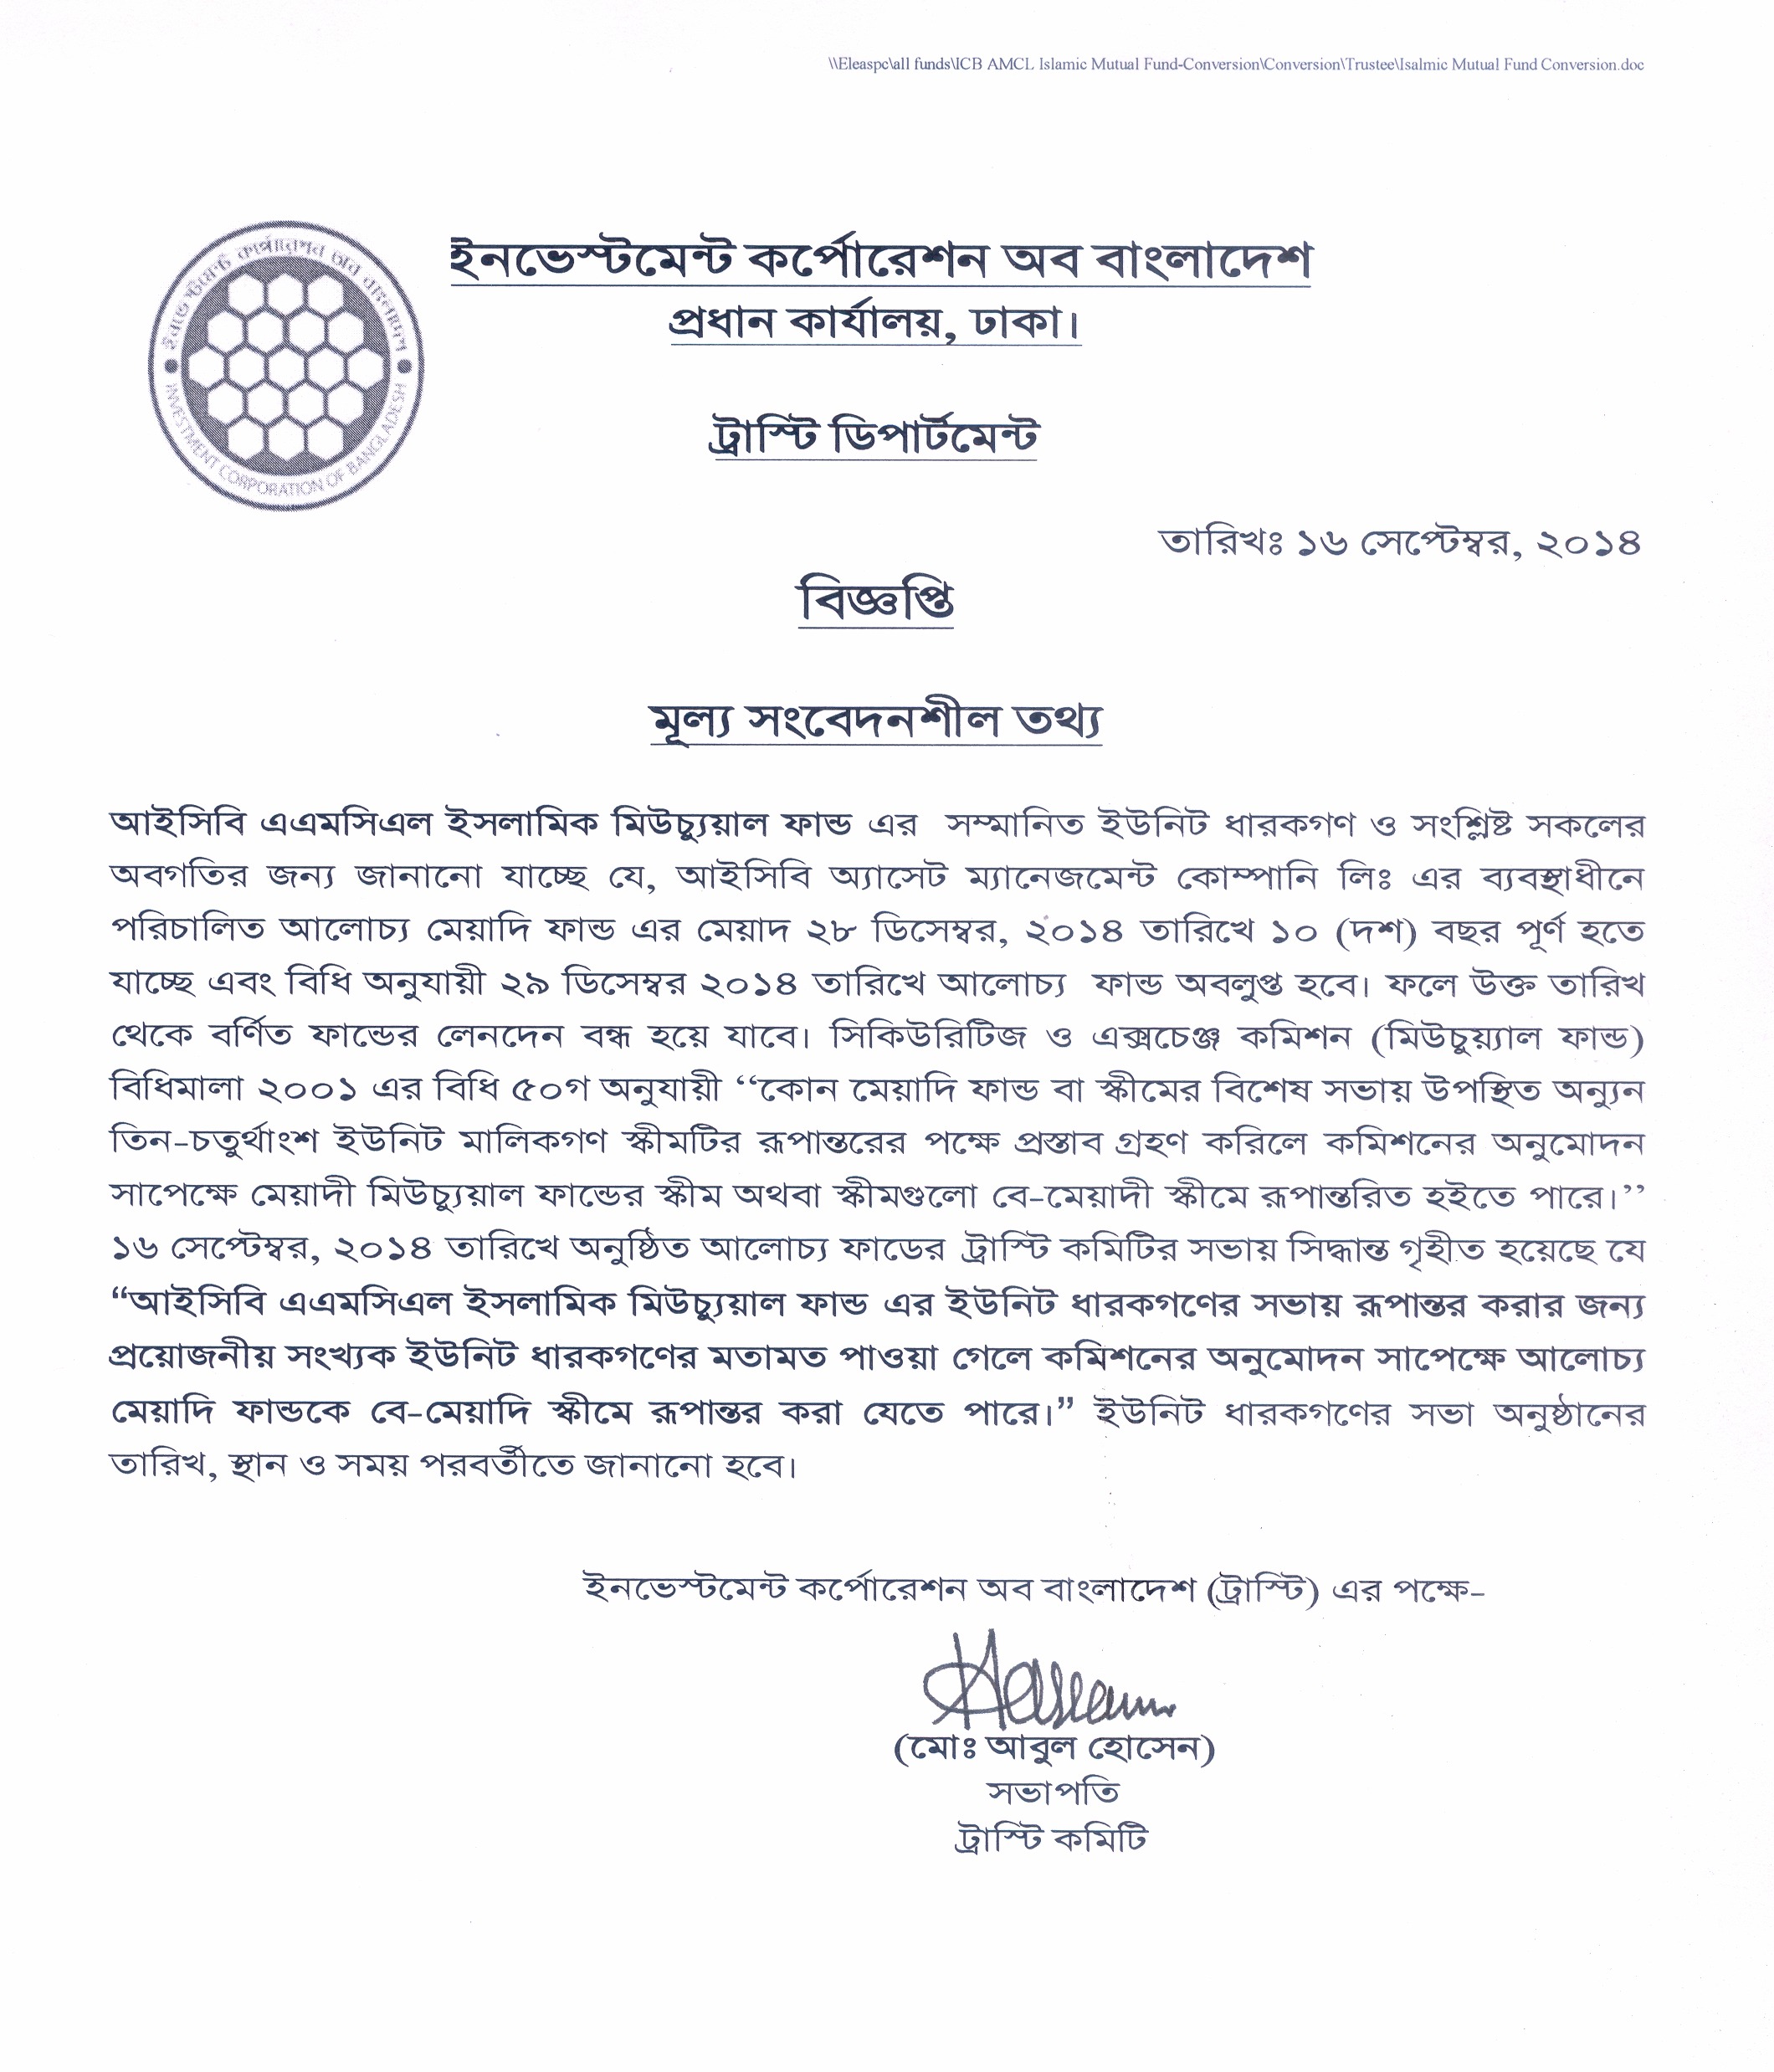 \\Eleaspc\all funds\ICB AMCL Islamic Mutual Fund-Conversion\Conversion\Trustee\Isalmic Mutual Fund Conversion.doc
ইনভেস্টমেন্ট কর্পোরেশন অব বাংলাদেশ
INVESTMENT CORPORATION OF BANGLADESH
ইনভেস্টমেন্ট কর্পোরেশন অব বাংলাদেশ
প্রধান কার্যালয়, ঢাকা।
ট্রাস্টি ডিপার্টমেন্ট
তারিখঃ ১৬ সেপ্টেম্বর, ২০১৪
বিজ্ঞপ্তি
মূল্য সংবেদনশীল তথ্য
আইসিবি এএমসিএল ইসলামিক মিউচ্যুয়াল ফান্ড এর সম্মানিত ইউনিট ধারকগণ ও সংশ্লিষ্ট সকলের
অবগতির জন্য জানানো যাচ্ছে যে, আইসিবি অ্যাসেট ম্যানেজমেন্ট কোম্পানি লিঃ এর ব্যবস্থাধীনে
পরিচালিত আলোচ্য মেয়াদি ফান্ড এর মেয়াদ ২৮ ডিসেম্বর, ২০১৪ তারিখে ১০ (দশ) বছর পূর্ণ হতে
যাচ্ছে এবং বিধি অনুযায়ী ২৯ ডিসেম্বর ২০১৪ তারিখে আলোচ্য ফান্ড অবলুপ্ত হবে। ফলে উক্ত তারিখ
থেকে বর্ণিত ফান্ডের লেনদেন বন্ধ হয়ে যাবে। সিকিউরিটিজ ও এক্সচেঞ্জ কমিশন (মিউচুয়্যাল ফান্ড)
বিধিমালা ২০০১ এর বিধি ৫০গ অনুযায়ী “কোন মেয়াদি ফান্ড বা স্কীমের বিশেষ সভায় উপস্থিত অন্যুন
তিন-চতুর্থাংশ ইউনিট মালিকগণ স্কীমটির রূপান্তরের পক্ষে প্রস্তাব গ্রহণ করিলে কমিশনের অনুমোদন
সাপেক্ষে মেয়াদী মিউচ্যুয়াল ফান্ডের স্কীম অথবা স্কীমগুলো বে-মেয়াদী স্কীমে রূপান্তরিত হইতে পারে।”
১৬ সেপ্টেম্বর, ২০১৪ তারিখে অনুষ্ঠিত আলোচ্য ফাডের ট্রাস্টি কমিটির সভায় সিদ্ধান্ত গৃহীত হয়েছে যে
“আইসিবি এএমসিএল ইসলামিক মিউচ্যুয়াল ফান্ড এর ইউনিট ধারকগণের সভায় রূপান্তর করার জন্য
প্রয়োজনীয় সংখ্যক ইউনিট ধারকগণের মতামত পাওয়া গেলে কমিশনের অনুমোদন সাপেক্ষে আলোচ্য
মেয়াদি ফান্ডকে বে-মেয়াদি স্কীমে রূপান্তর করা যেতে পারে।” ইউনিট ধারকগণের সভা অনুষ্ঠানের
তারিখ, স্থান ও সময় পরবর্তীতে জানানো হবে।
ইনভেস্টমেন্ট কর্পোরেশন অব বাংলাদেশ (ট্রাস্টি) এর পক্ষে-
(মোঃ আবুল হোসেন)
সভাপতি
ট্রাস্টি কমিটি